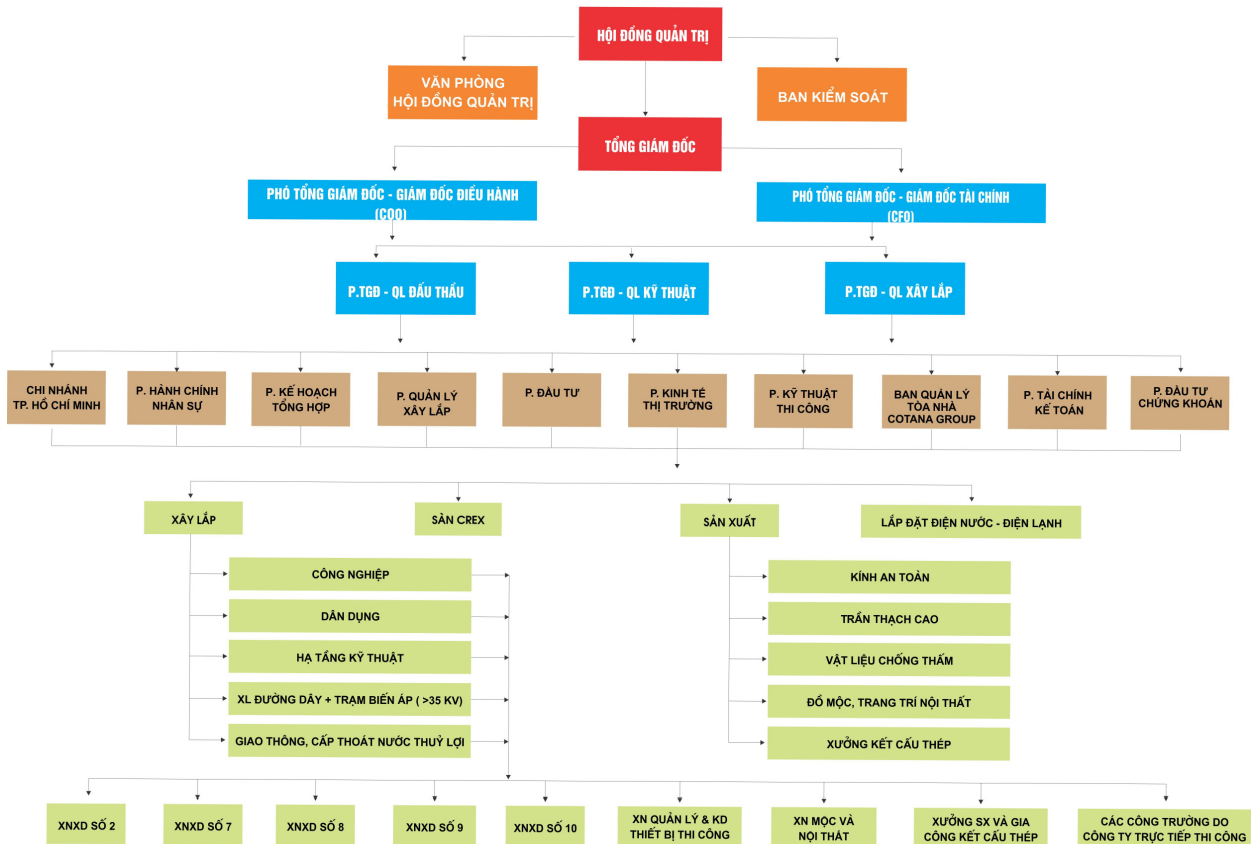 HỘI ĐỒNG QUẢN TRỊ
VĂN PHÒNG
HỘI ĐỒNG QUẢN TRỊ
BAN KIỂM SOÁT
TỔNG GIÁM ĐỐC
PHÓ TỔNG GIÁM ĐỐC - GIÁM ĐỐC ĐIỀU HÀNH
(COO)
PHÓ TỔNG GIÁM ĐỐC - GIÁM ĐỐC TÀI CHÍNH
(CFO)
P.TGĐ - QL ĐẤU THẦU
P.TGĐ - QL KỸ THUẬT
P.TGĐ - QL XÂY LẮP
CHI NHÁNH
TP. HỒ CHÍ MINH
P. HÀNH CHÍNH
NHÂN SỰ
P. KẾ HOẠCH
TỔNG HỢP
P. QUẢN LÝ
XÂY LẮP
P. ĐẦU TƯ
P. KINH TẾ
THỊ TRƯỜNG
P. KỸ THUẬT
THI CÔNG
BAN QUẢN LÝ
TÒA NHÀ
COTANA GROUP
P. TÀI CHÍNH
KẾ TOÁN
P. ĐẦU TƯ
CHỨNG KHOÁN
XÂY LẮP
SÀN CREX
SẢN XUẤT
LẮP ĐẶT ĐIỆN NƯỚC - ĐIỆN LẠNH
CÔNG NGHIỆP
DÂN DỤNG
HẠ TẦNG KỸ THUẬT
XL ĐƯỜNG DÂY + TRẠM BIẾN ÁP ( >35 KV)
GIAO THÔNG, CẤP THOÁT NƯỚC THUỶ LỢI
KÍNH AN TOÀN
TRẦN THẠCH CAO
VẬT LIỆU CHỐNG THẤM
ĐỒ MỘC, TRANG TRÍ NỘI THẤT
XƯỞNG KẾT CẤU THÉP
XNXD SỐ 2
XNXD SỐ 7
XNXD SỐ 8
XNXD SỐ 9
XNXD SỐ 10
XN QUẢN LÝ & KD
THIẾT BỊ THI CÔNG
XN MỘC VÀ
NỘI THẤT
XƯỞNG SX VÀ GIA
CÔNG KẾT CẤU THÉP
CÁC CÔNG TRƯỜNG DO
CÔNG TY TRỰC TIẾP THI CÔNG